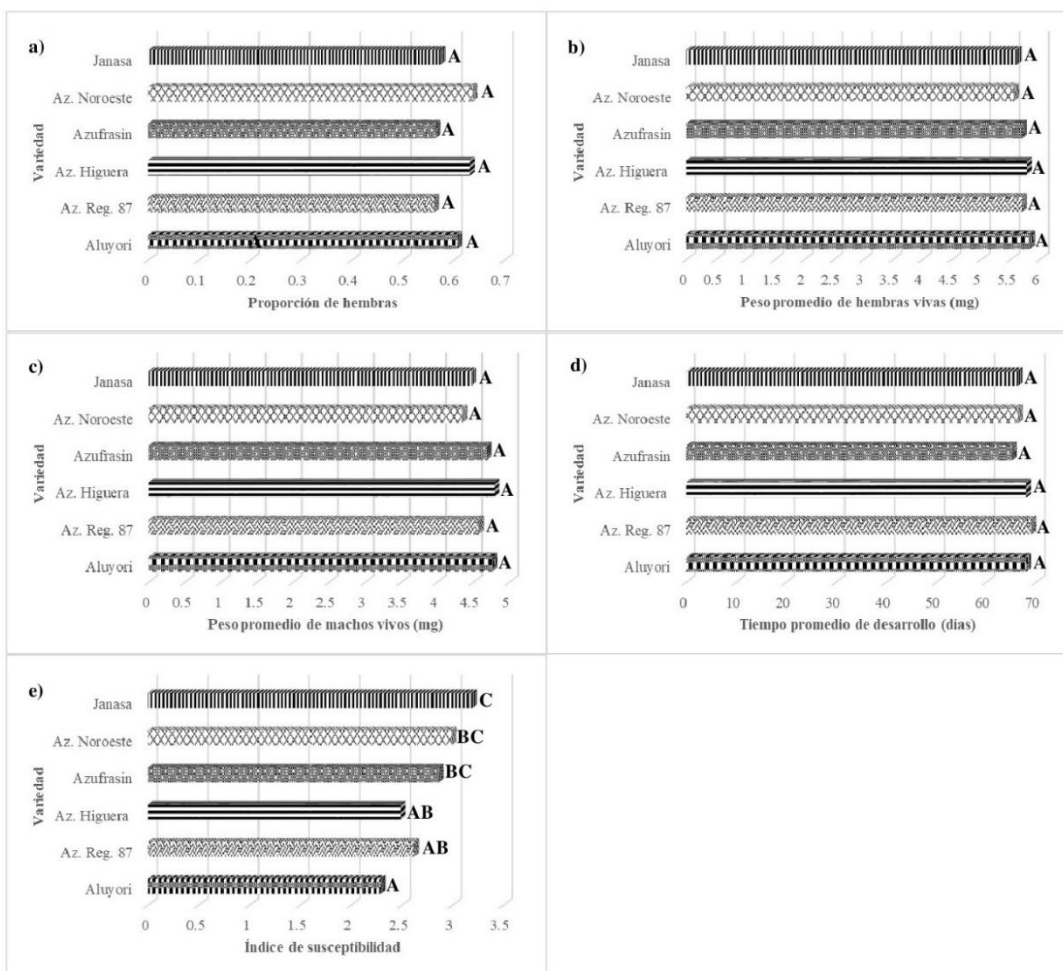 a)
Variedad
Janasa
A
Az. Noroeste
A
Azufrasin
A
Az. Higuera
A
Az. Reg. 87
A
Aluyori
A
A
0 0.1 0.2 0.3 0.4 0.5 0.6 0.7
Proporción de hembras
b)
Variedad
Janasa
A
Az. Noroeste
A
Azufrasin
A
Az. Higuera
A
Az. Reg. 87
A
Aluyori
A
0 0.5 1 1.5 2 2.5 3 3.5 4 4.5 5 5.5 6
Peso promedio de hembras vivas (mg)
c)
Variedad
Janasa
A
Az. Noroeste
A
Azufrasin
A
Az. Higuera
A
Az. Reg. 87
A
Aluyori
A
0 0.5 1 1.5 2 2.5 3 3.5 4 4.5 5
Peso promedio de machos vivos (mg)
d)
Variedad
Janasa
A
Az. Noroeste
A
Azufrasin
A
Az. Higuera
A
Az. Reg. 87
A
Aluyori
A
0 10 20 30 40 50 60 70
Tiempo promedio de desarrollo (días)
e)
Variedad
Janasa
C
Az. Noroeste
BC
Azufrasin
BC
Az. Higuera
AB
Az. Reg. 87
AB
Aluyori
A
0 0.5 1 1.5 2 2.5 3 3.5
Índice de susceptibilidad